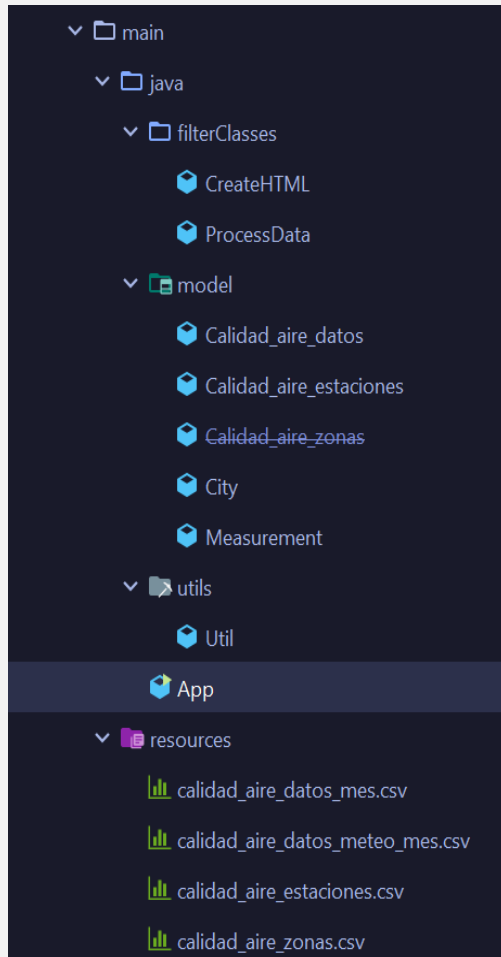 main
java
filterClasses
CreateHTML
ProcessData
model
Calidad_aire_datos
Calidad_aire_estaciones
Calidad_aire_zonas
City
Measurement
utils
Util
App
resources
calidad_aire_datos_mes.csv
calidad_aire_datos_meteo_mes.csv
calidad_aire_estaciones.csv
calidad_aire_zonas.csv